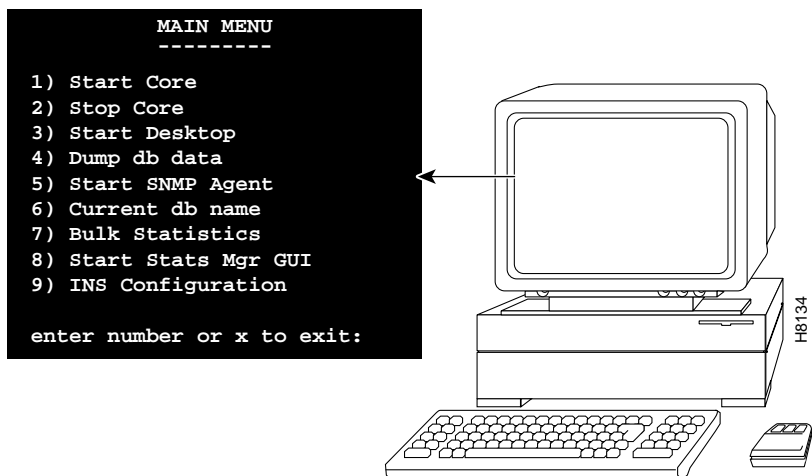 MAIN MENU
---------
1) Start Core
2) Stop Core
3) Start Desktop
4) Dump db data
5) Start SNMP Agent
6) Current db name
7) Bulk Statistics
8) Start Stats Mgr GUI
9) INS Configuration
enter number or x to exit:
H8134